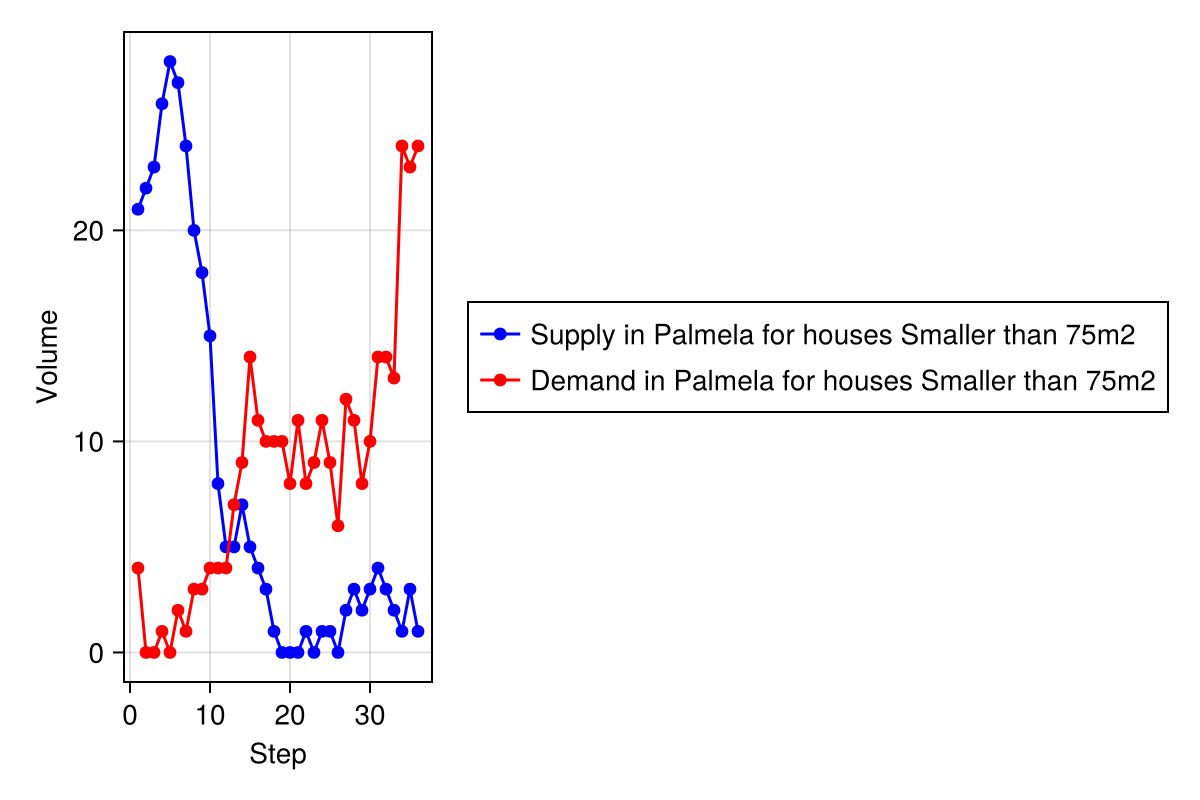 Volume
20
10
0
0 10 20 30
Step
Supply in Palmela for houses Smaller than 75m2
Demand in Palmela for houses Smaller than 75m2